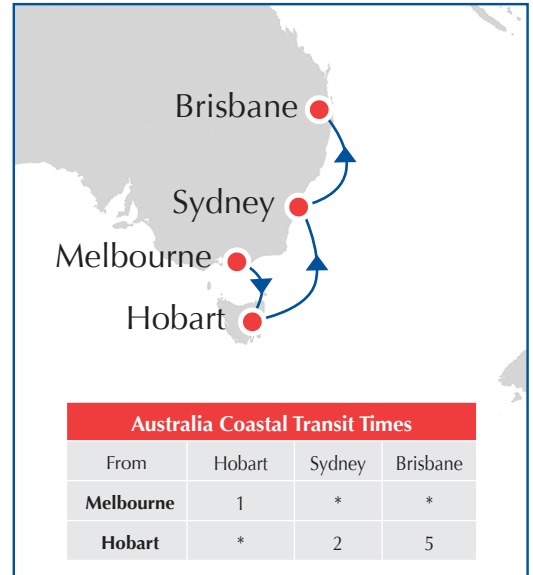 Brisbane
Sydney
Melbourne
Hobart
Australia Coastal Transit Times
From Hobart Sydney Brisbane
Melbourne 1 * *
Hobart * 2 5